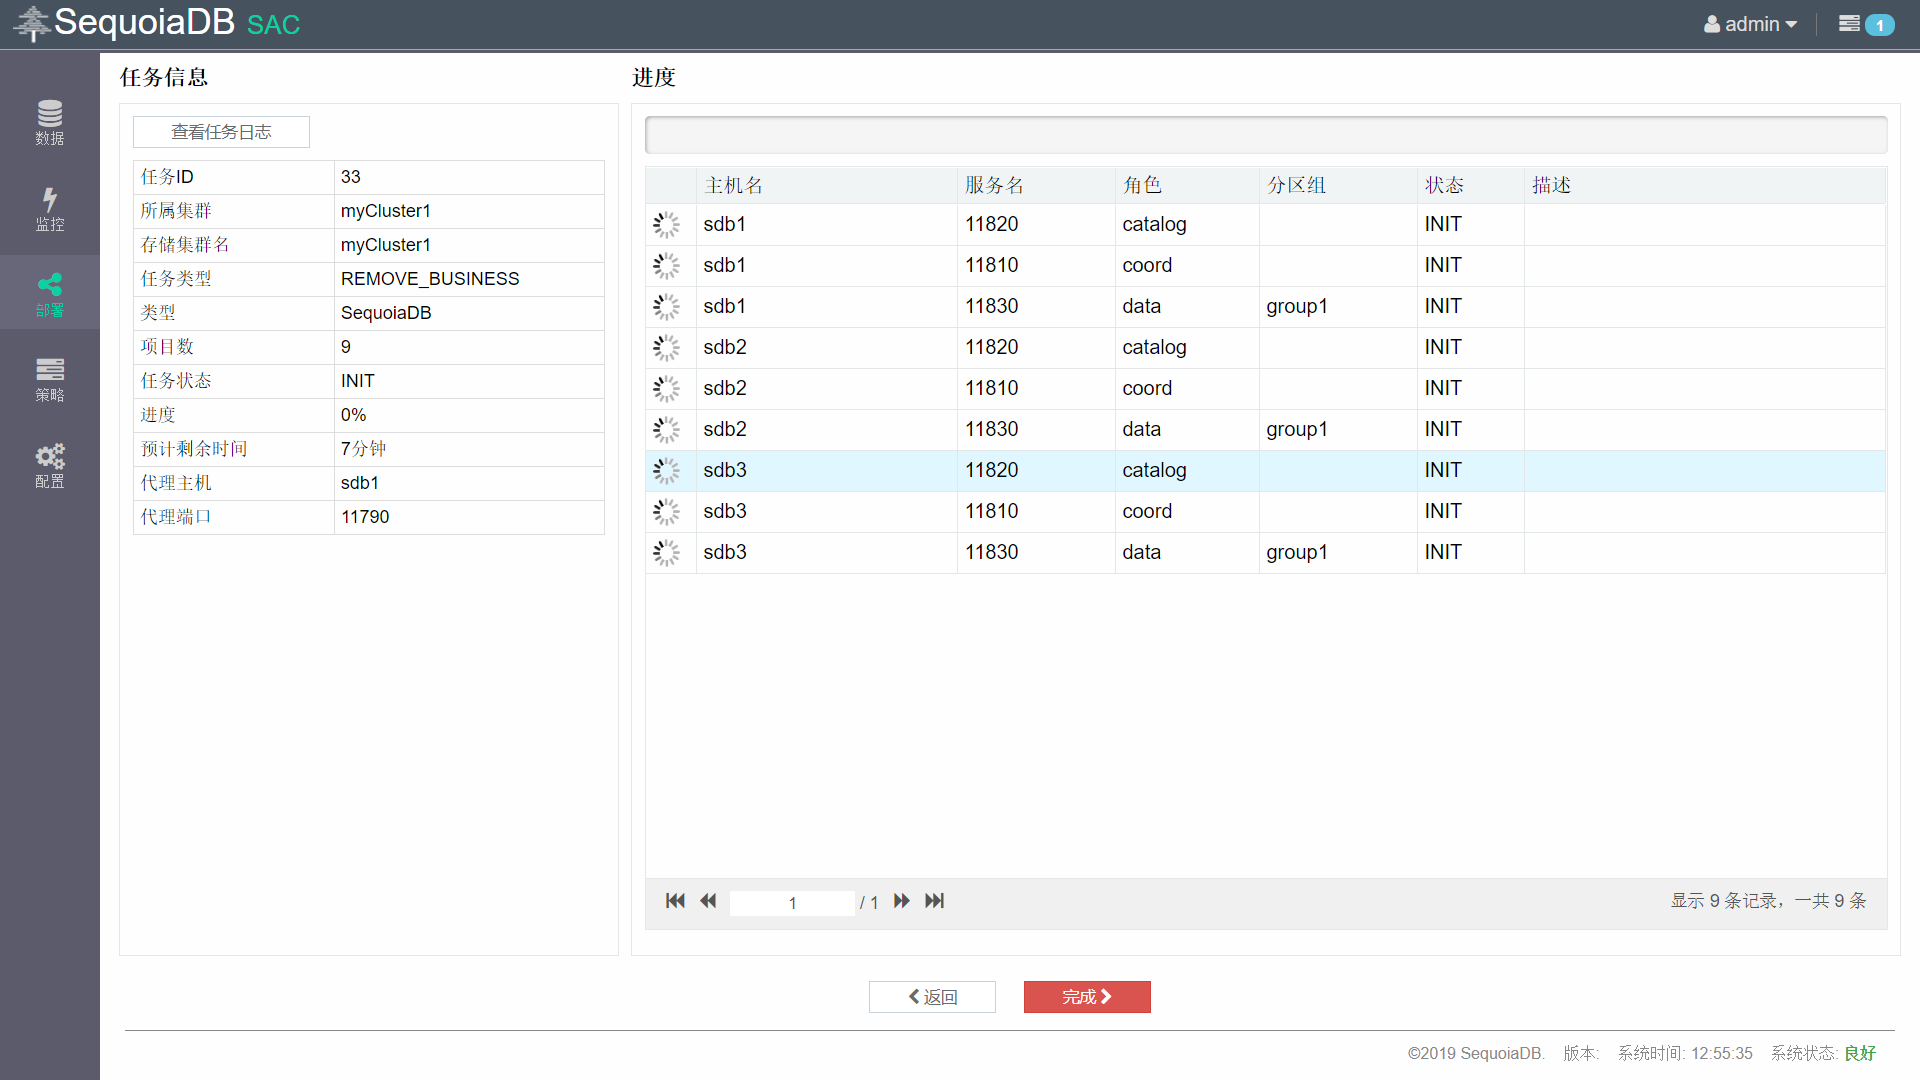 SequoiaDB SAC
admin
1
数据
监控
部署
策略
配置
任务信息
查看任务日志
任务ID 33
所属集群 myCluster1
存储集群名 myCluster1
任务类型 REMOVE_BUSINESS
类型 SequoiaDB
项目数 9
任务状态 INIT
进度 0%
预计剩余时间 7分钟
代理主机 sdb1
代理端口 11790
进度
主机名 服务名 角色 分区组 状态 描述
sdb1 11820 catalog INIT
sdb1 11810 coord INIT
sdb1 11830 data group1 INIT
sdb2 11820 catalog INIT
sdb2 11810 coord INIT
sdb2 11830 data group1 INIT
sdb3 11820 catalog INIT
sdb3 11810 coord INIT
sdb3 11830 data group1 INIT
1 / 1
显示 9 条记录，一共 9 条
返回
完成
©2019 SequoiaDB. 版本: 系统时间: 12:55:35 系统状态: 良好